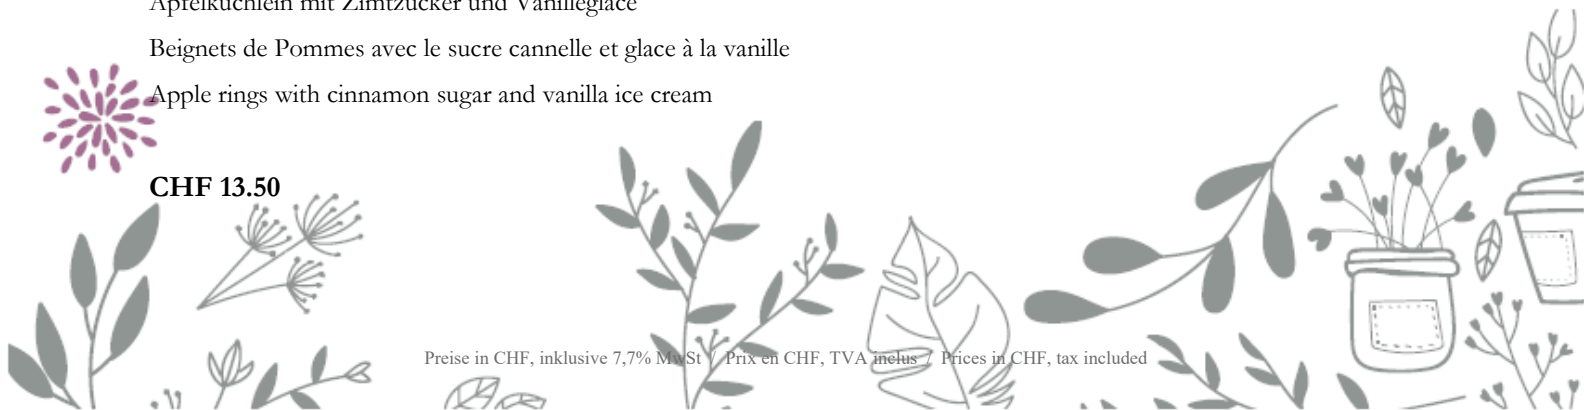 Apfelküchlein mit Zimtzucker und Vanilleglace
Beignets de Pommes avec le sucre cannelle et glace à la vanille
Apple rings with cinnamon sugar and vanilla ice cream
CHF 13.50
Preise in CHF, inklusive 7,7% MwSt / Prix en CHF, TVA inclus / Prices in CHF, tax included